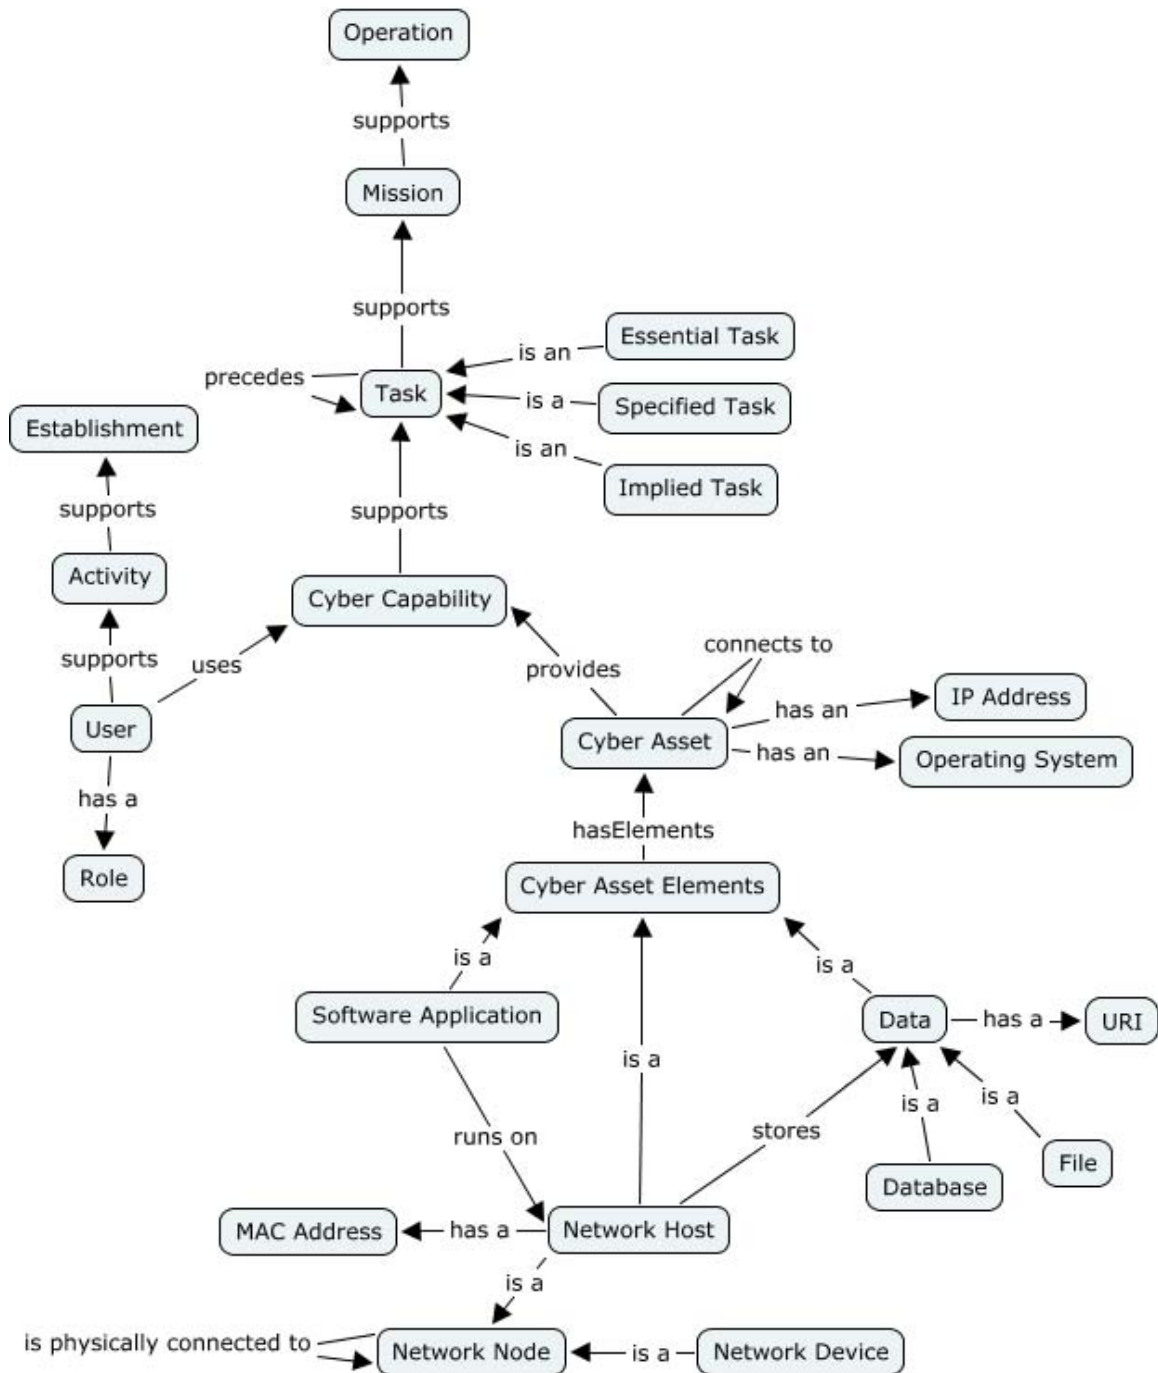 Operation
supports
Mission
supports
Essential Task
is an
precedes
Task
is a
Specified Task
Establishment
is an
Implied Task
supports
supports
Activity
Cyber Capability
connects to
supports
uses
provides
IP Address
has an
User
Cyber Asset
has an
Operating System
has a
hasElements
Role
Cyber Asset Elements
is a
is a
Software Application
Data
has a
URI
is a
is a
is a
runs on
stores
File
Database
MAC Address
has a
Network Host
is a
is physically connected to
Network Node
is a
Network Device